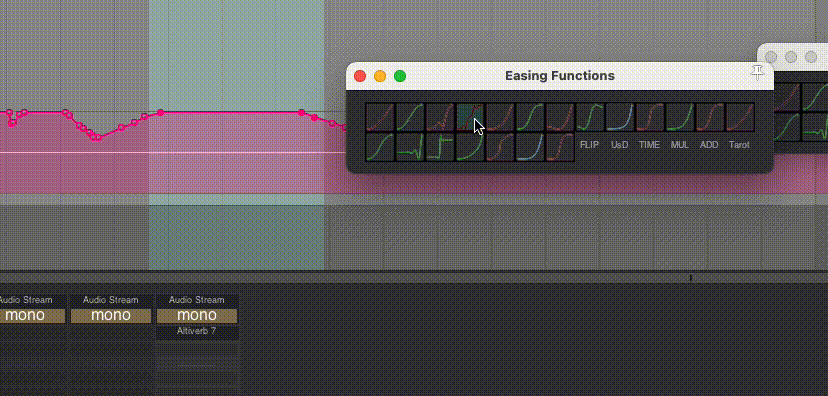 Easing Functions
FLIP UsD TIME MUL ADD Tarot
Audio Stream Audio Stream Audio Stream
mono mono mono
Altiverb 7